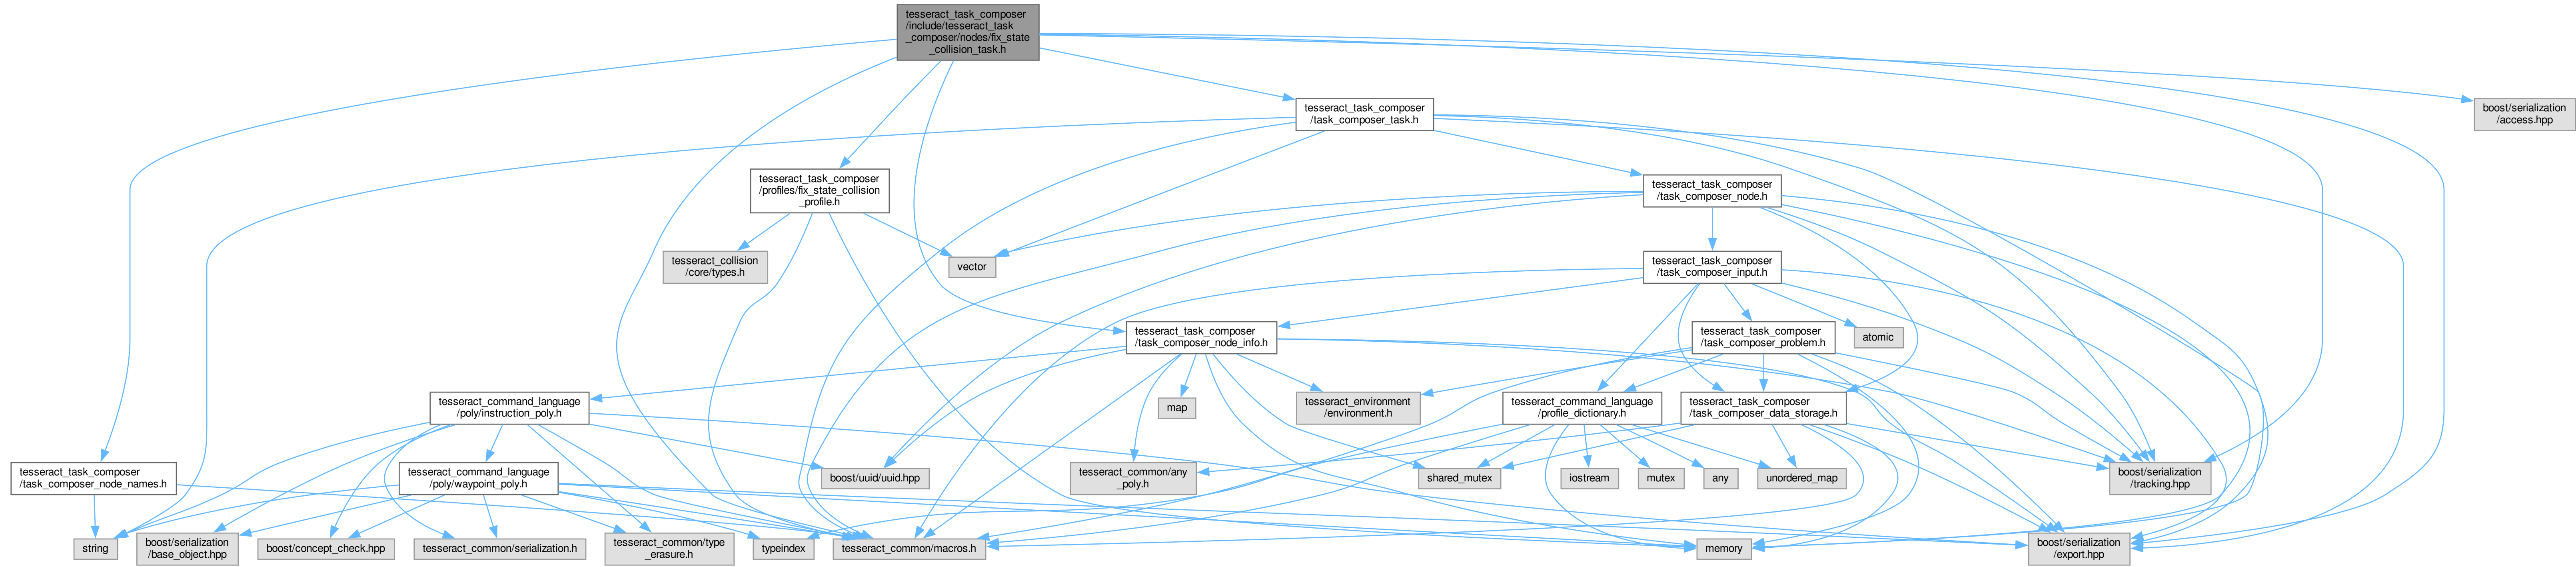 tesseract_task_composer
/include/tesseract_task
_composer/nodes/fix_state
_collision_task.h
tesseract_task_composer
/task_composer_task.h
boost/serialization
/access.hpp
tesseract_task_composer
/profiles/fix_state_collision
_profile.h
tesseract_task_composer
/task_composer_node.h
tesseract_collision
/core/types.h
vector
tesseract_task_composer
/task_composer_input.h
tesseract_task_composer
/task_composer_node_info.h
tesseract_task_composer
/task_composer_problem.h
atomic
tesseract_command_language
/poly/instruction_poly.h
map
tesseract_environment
/environment.h
tesseract_command_language
/profile_dictionary.h
tesseract_task_composer
/task_composer_data_storage.h
tesseract_task_composer
/task_composer_node_names.h
tesseract_command_language
/poly/waypoint_poly.h
boost/uuid/uuid.hpp
tesseract_common/any
_poly.h
shared_mutex
iostream
mutex
any
unordered_map
boost/serialization
/tracking.hpp
string
boost/serialization
/base_object.hpp
boost/concept_check.hpp
tesseract_common/serialization.h
tesseract_common/type
_erasure.h
typeindex
tesseract_common/macros.h
memory
boost/serialization
/export.hpp